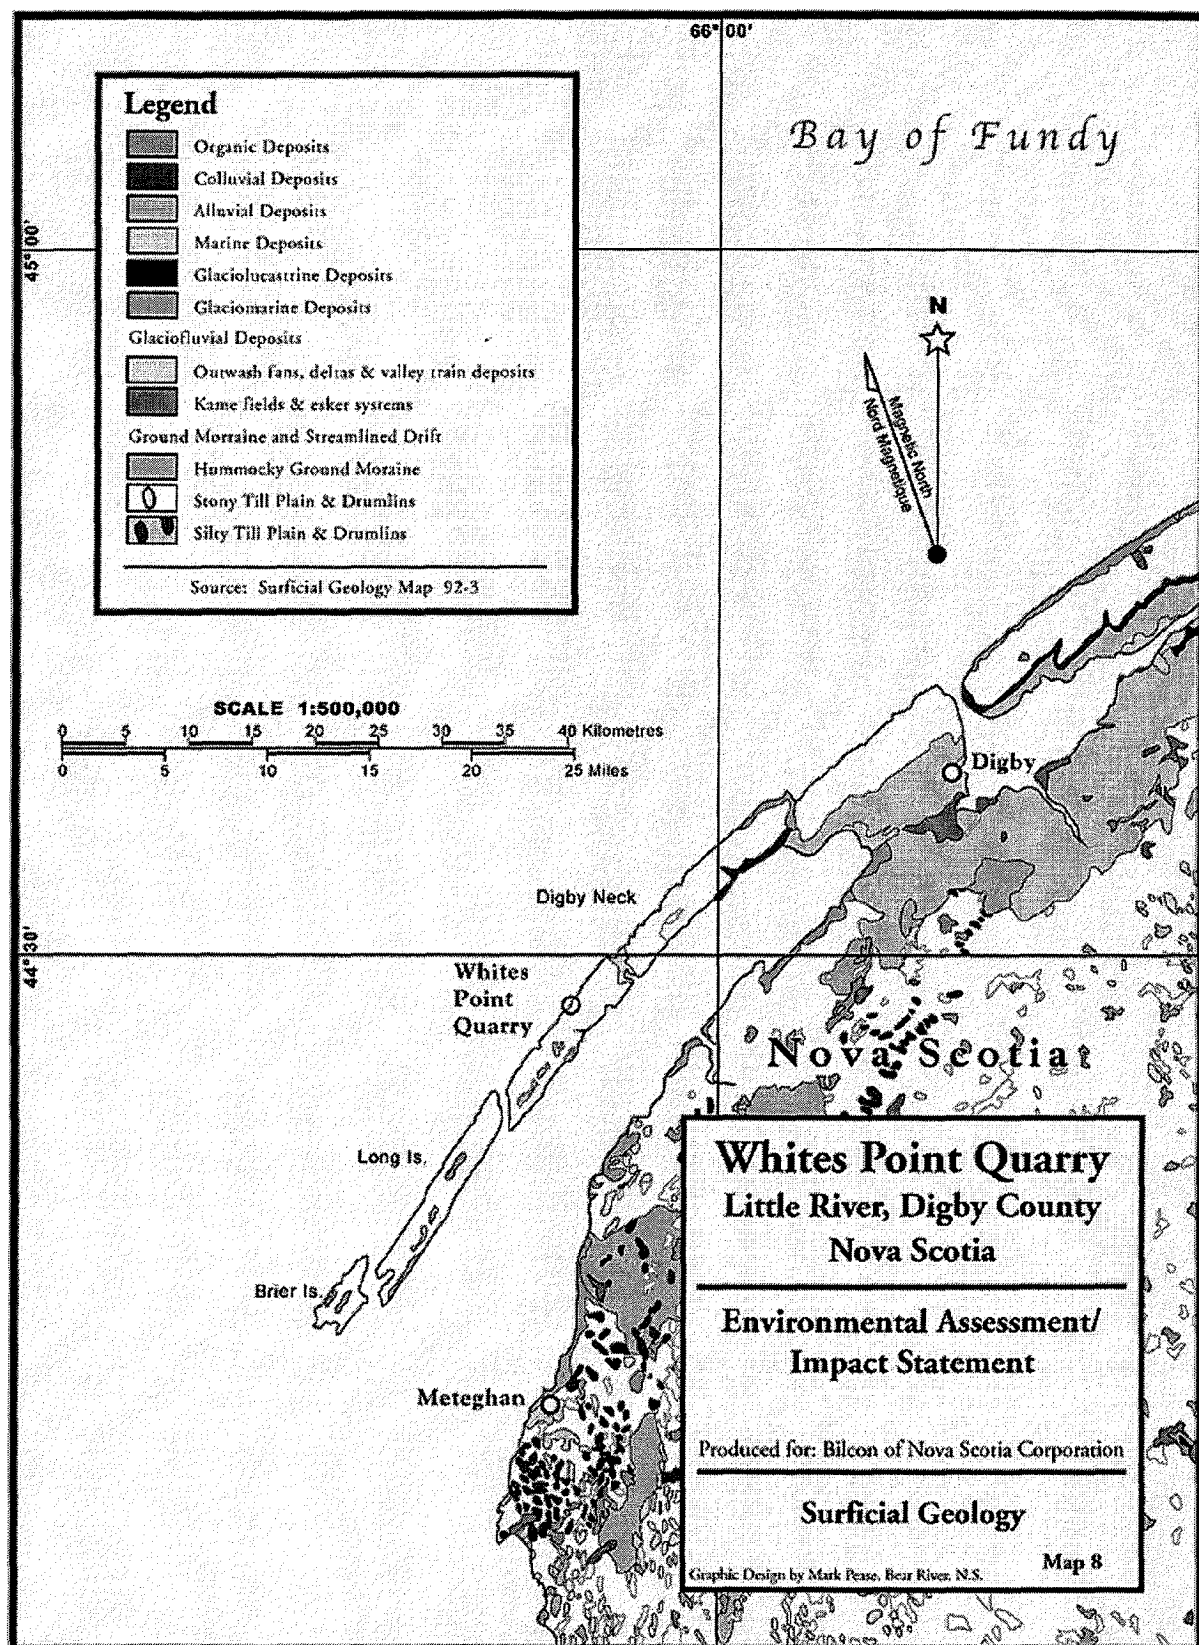 66° 00'
Legend
Organic Deposits
Colluvial Deposits
Alluvial Deposits
Marine Deposits
Glaciolucastrine Deposits
Glaciomarine Deposits
Glaciofluvial Deposits
Outwash fans, deltas & valley train deposits
Kame fields & esker systems
Ground Morraine and Streamlined Drift
Hummocky Ground Moraine
Stony Till Plain & Drumlins
Silty Till Plain & Drumlins
Source: Surficial Geology Map 92-3
Bay of Fundy
45° 00'
N
Magnetic North
Nord Magnetique
SCALE 1:500,000
0 5 10 15 20 25 30 35 40 Kilometres
0 5 10 15 20 25 Miles
Digby
Digby Neck
44° 30'
Whites
Point
Quarry
Nova Scotia
Long Is.
Brier Is.
Meteghan
Whites Point Quarry
Little River, Digby County
Nova Scotia
Environmental Assessment/
Impact Statement
Produced for: Bilcon of Nova Scotia Corporation
Surficial Geology
Map 8
Graphic Design by Mark Pease, Bear River, N.S.